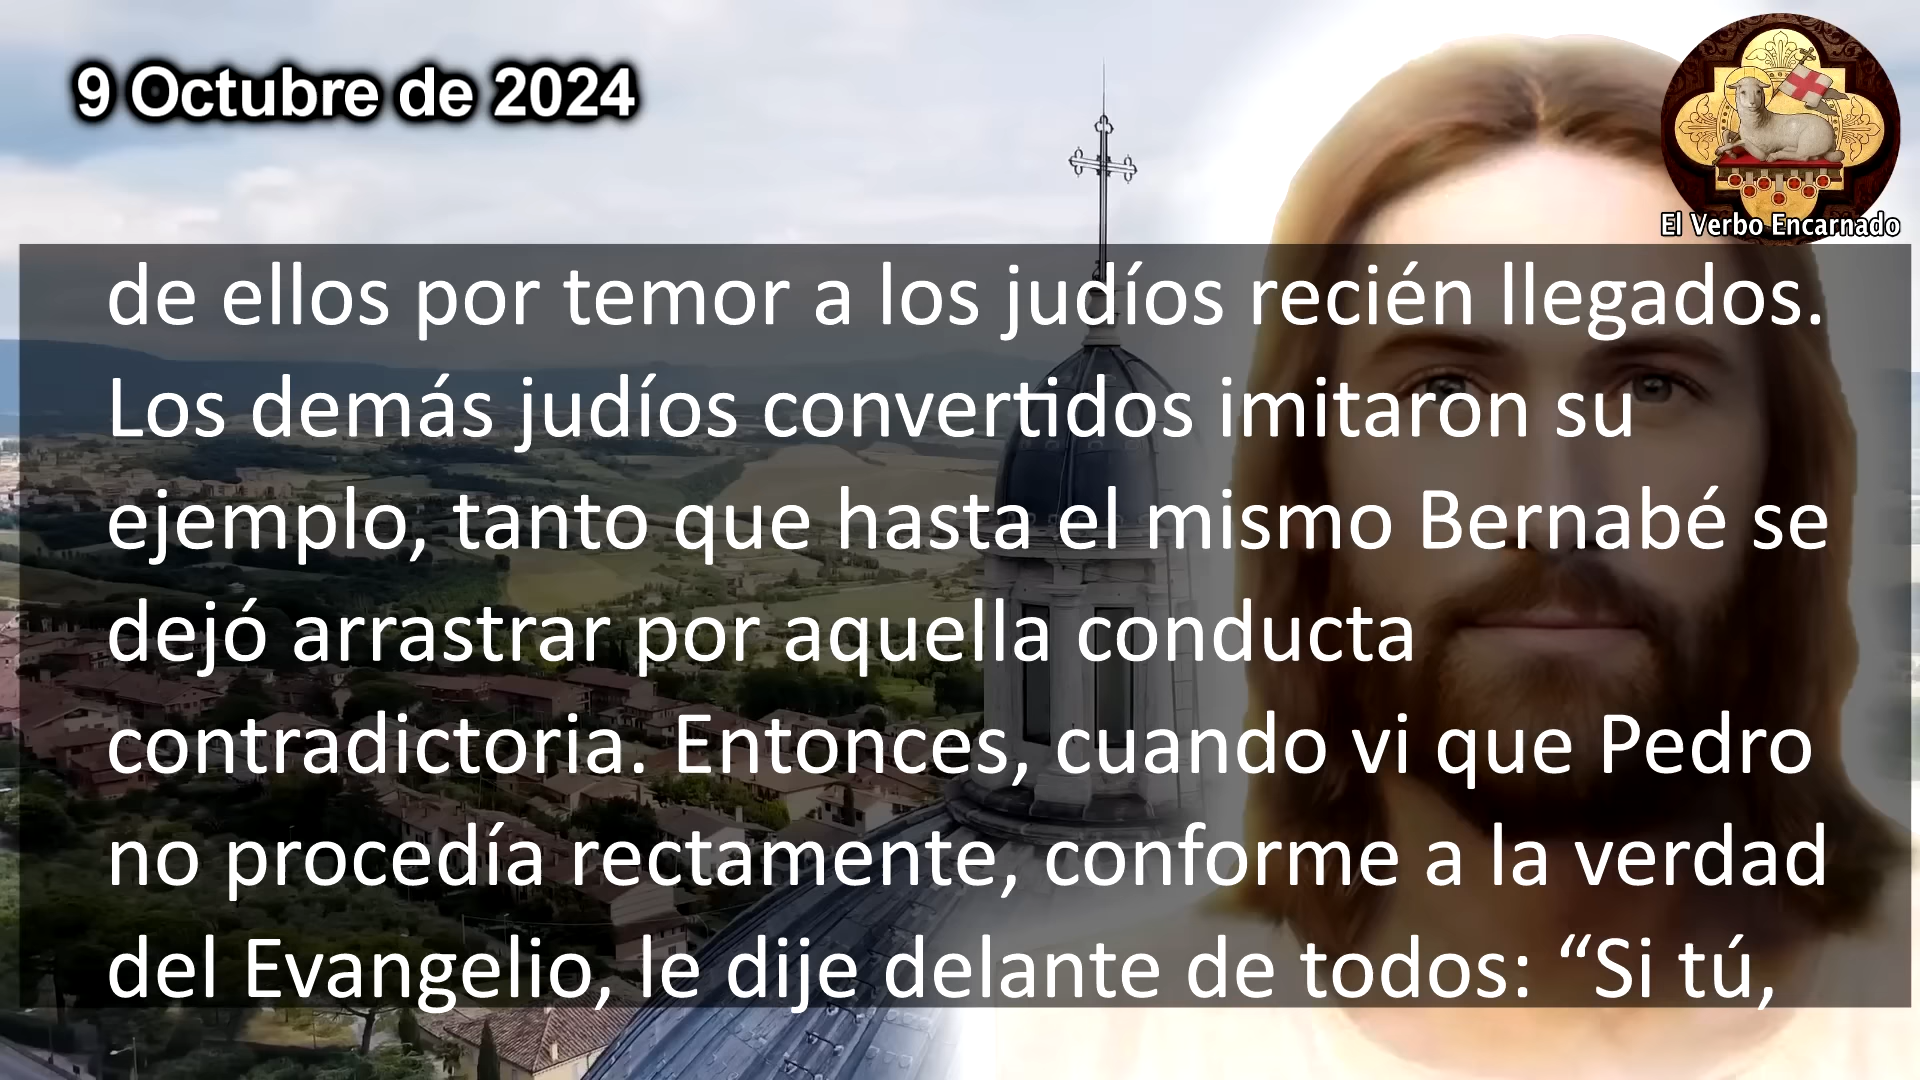 9 Octubre de 2024
El Verbo Encarnado
de ellos por temor a los judíos recién llegados.
Los demás judíos convertidos imitaron su
ejemplo, tanto que hasta el mismo Bernabé se
dejó arrastrar por aquella conducta
contradictoria. Entonces, cuando vi que Pedro
no procedía rectamente, conforme a la verdad
del Evangelio, le dije delante de todos: “Si tú,